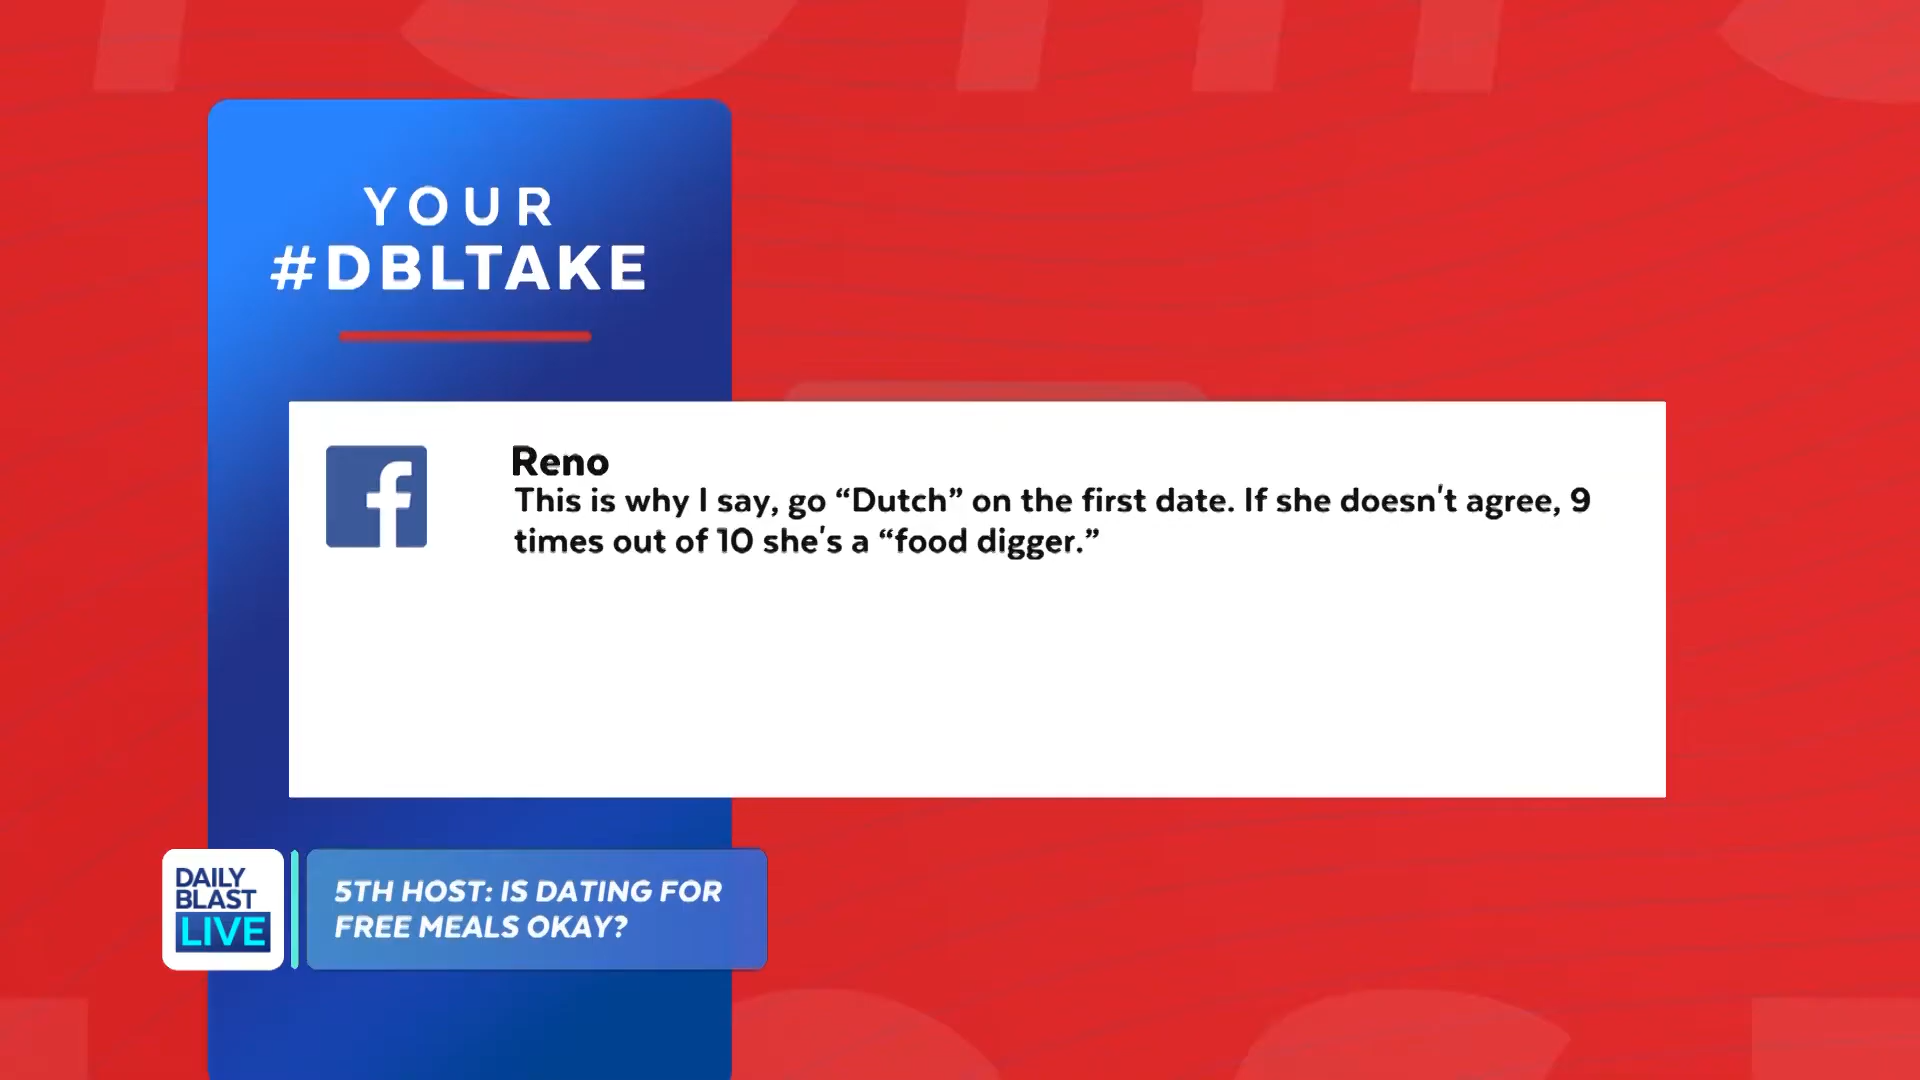 YOUR
#DBLTAKE
Reno
This is why I say, go “Dutch” on the first date. If she doesn't agree, 9
times out of 10 she's a “food digger.”
DAILY
BLAST
LIVE
5TH HOST: IS DATING FOR
FREE MEALS OKAY?